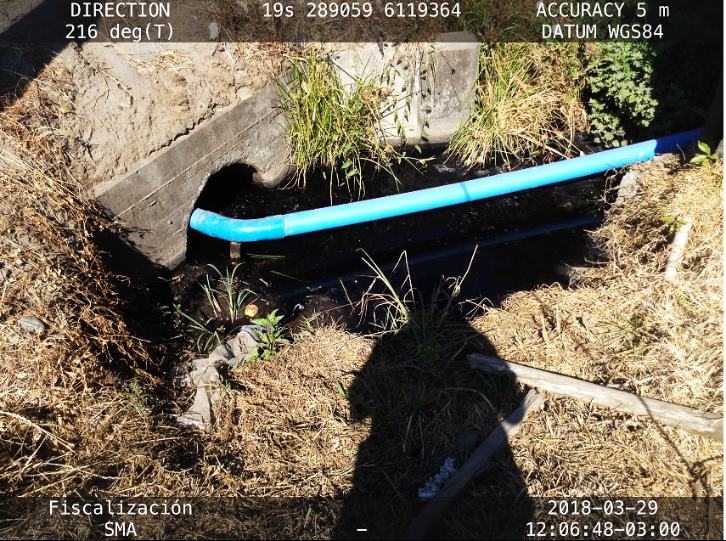 DIRECTION
216 deg(T)
19s 289059 6119364
ACCURACY 5 m
DATUM WGS84
Fiscalización
SMA
–
2018-03-29
12:06:48-03:00